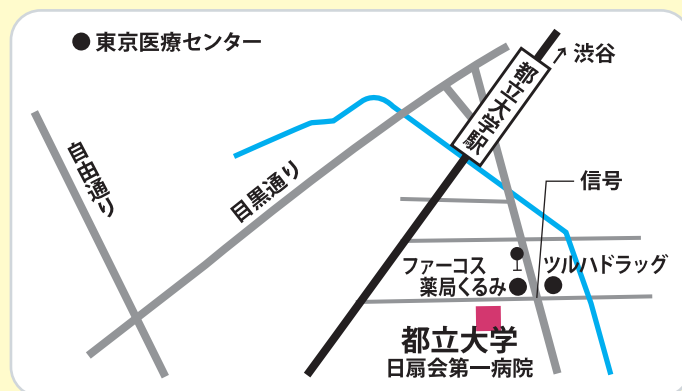 東京医療センター
渋谷
都立大学駅
自由通り
目黒通り
信号
ファーコス
薬局くるみ
ツルハドラッグ
都立大学
日扇会第一病院